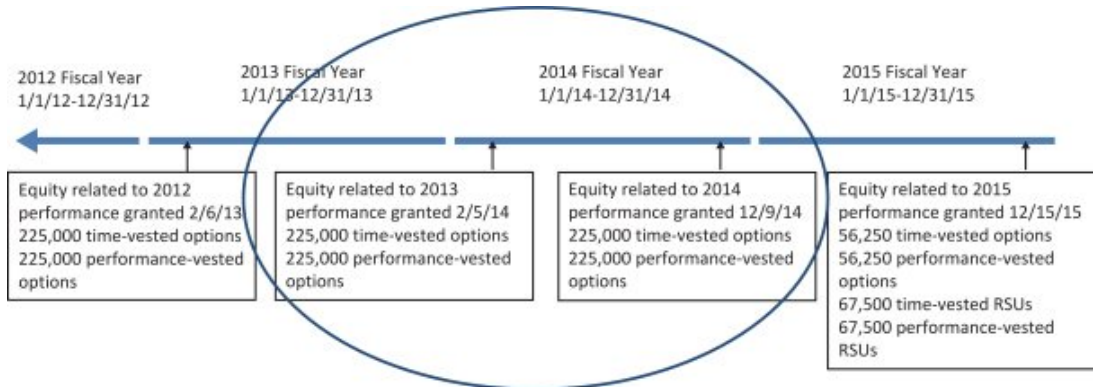 2012 Fiscal Year
1/1/12-12/31/12
2013 Fiscal Year
1/1/13-12/31/13
2014 Fiscal Year
1/1/14-12/31/14
2015 Fiscal Year
1/1/15-12/31/15
Equity related to 2012
performance granted 2/6/13
225,000 time-vested options
225,000 performance-vested
options
Equity related to 2013
performance granted 2/5/14
225,000 time-vested options
225,000 performance-vested
options
Equity related to 2014
performance granted 12/9/14
225,000 time-vested options
225,000 performance-vested
options
Equity related to 2015
performance granted 12/15/15
56,250 time-vested options
56,250 performance-vested
options
67,500 time-vested RSUs
67,500 performance-vested
RSUs